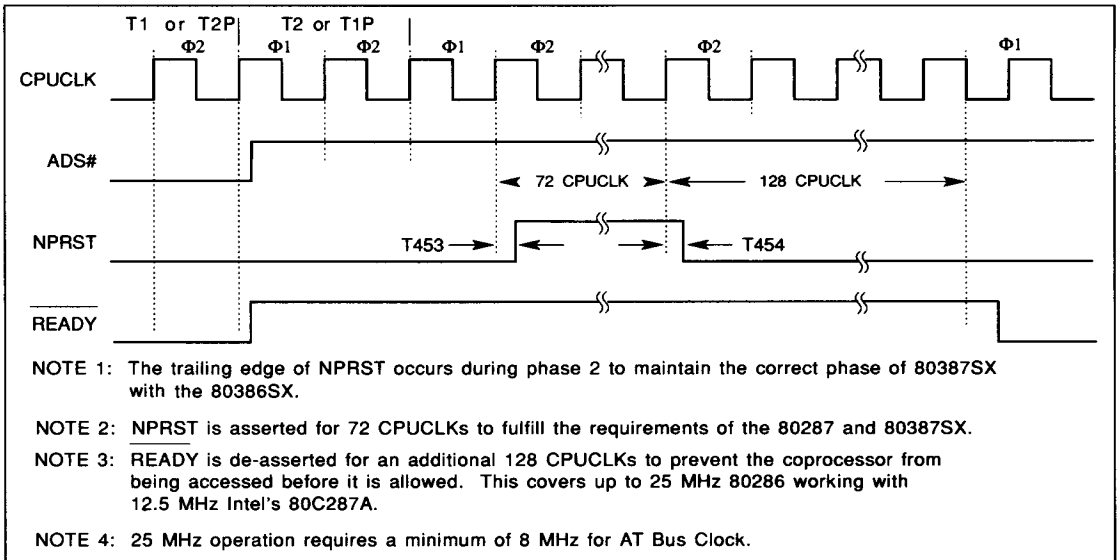 T1 or T2P T2 or T1P
Φ2 Φ1 Φ2 Φ1 Φ2 Φ2 Φ1
CPUCLK
ADS#
72 CPUCLK 128 CPUCLK
NPRST
T453 T454
READY
NOTE 1: The trailing edge of NPRST occurs during phase 2 to maintain the correct phase of 80387SX
with the 80386SX.
NOTE 2: NPRST is asserted for 72 CPUCLKs to fulfill the requirements of the 80287 and 80387SX.
NOTE 3: READY is de-asserted for an additional 128 CPUCLKs to prevent the coprocessor from
being accessed before it is allowed. This covers up to 25 MHz 80286 working with
12.5 MHz Intel's 80C287A.
NOTE 4: 25 MHz operation requires a minimum of 8 MHz for AT Bus Clock.